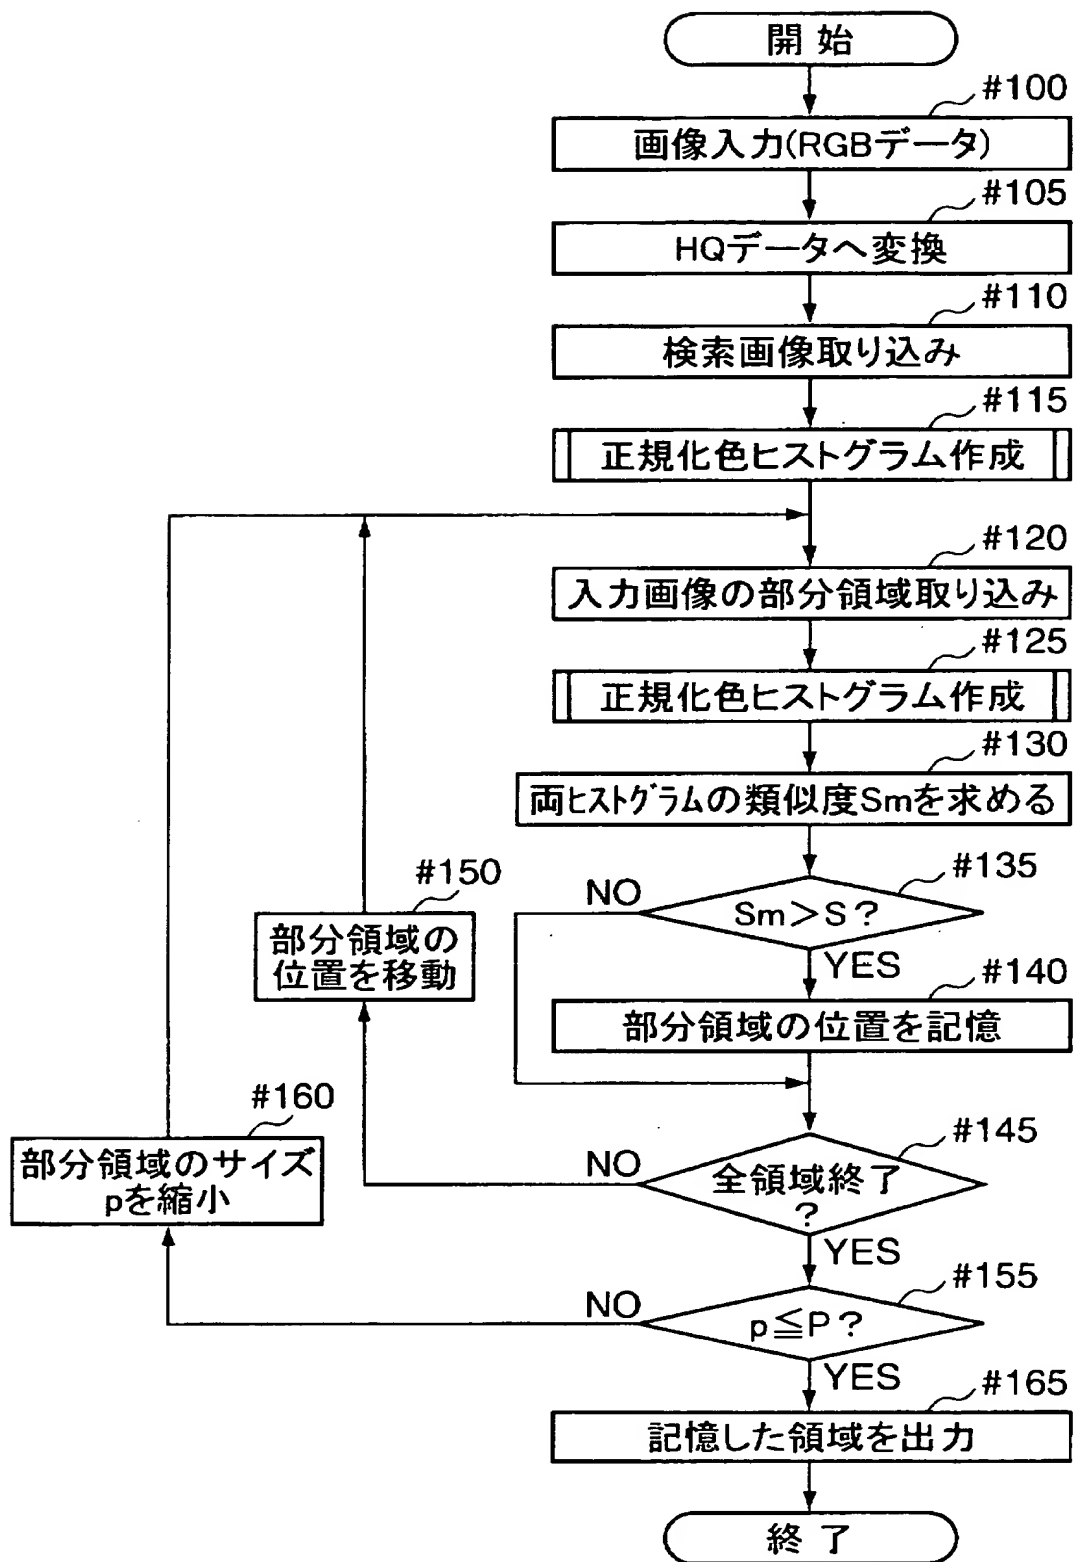 開始
#100
画像入力(RGBデータ)
#105
HQデータへ変換
#110
検索画像取り込み
#115
正規化色ヒストグラム作成
#120
入力画像の部分領域取り込み
#125
正規化色ヒストグラム作成
#130
両ヒストグラムの類似度Smを求める
#135
Sm>S?
NO
YES
#140
部分領域の位置を記憶
#150
部分領域の
位置を移動
#145
全領域終了
?
NO
YES
#160
部分領域のサイズ
pを縮小
#155
p≦P?
NO
YES
#165
記憶した領域を出力
終了